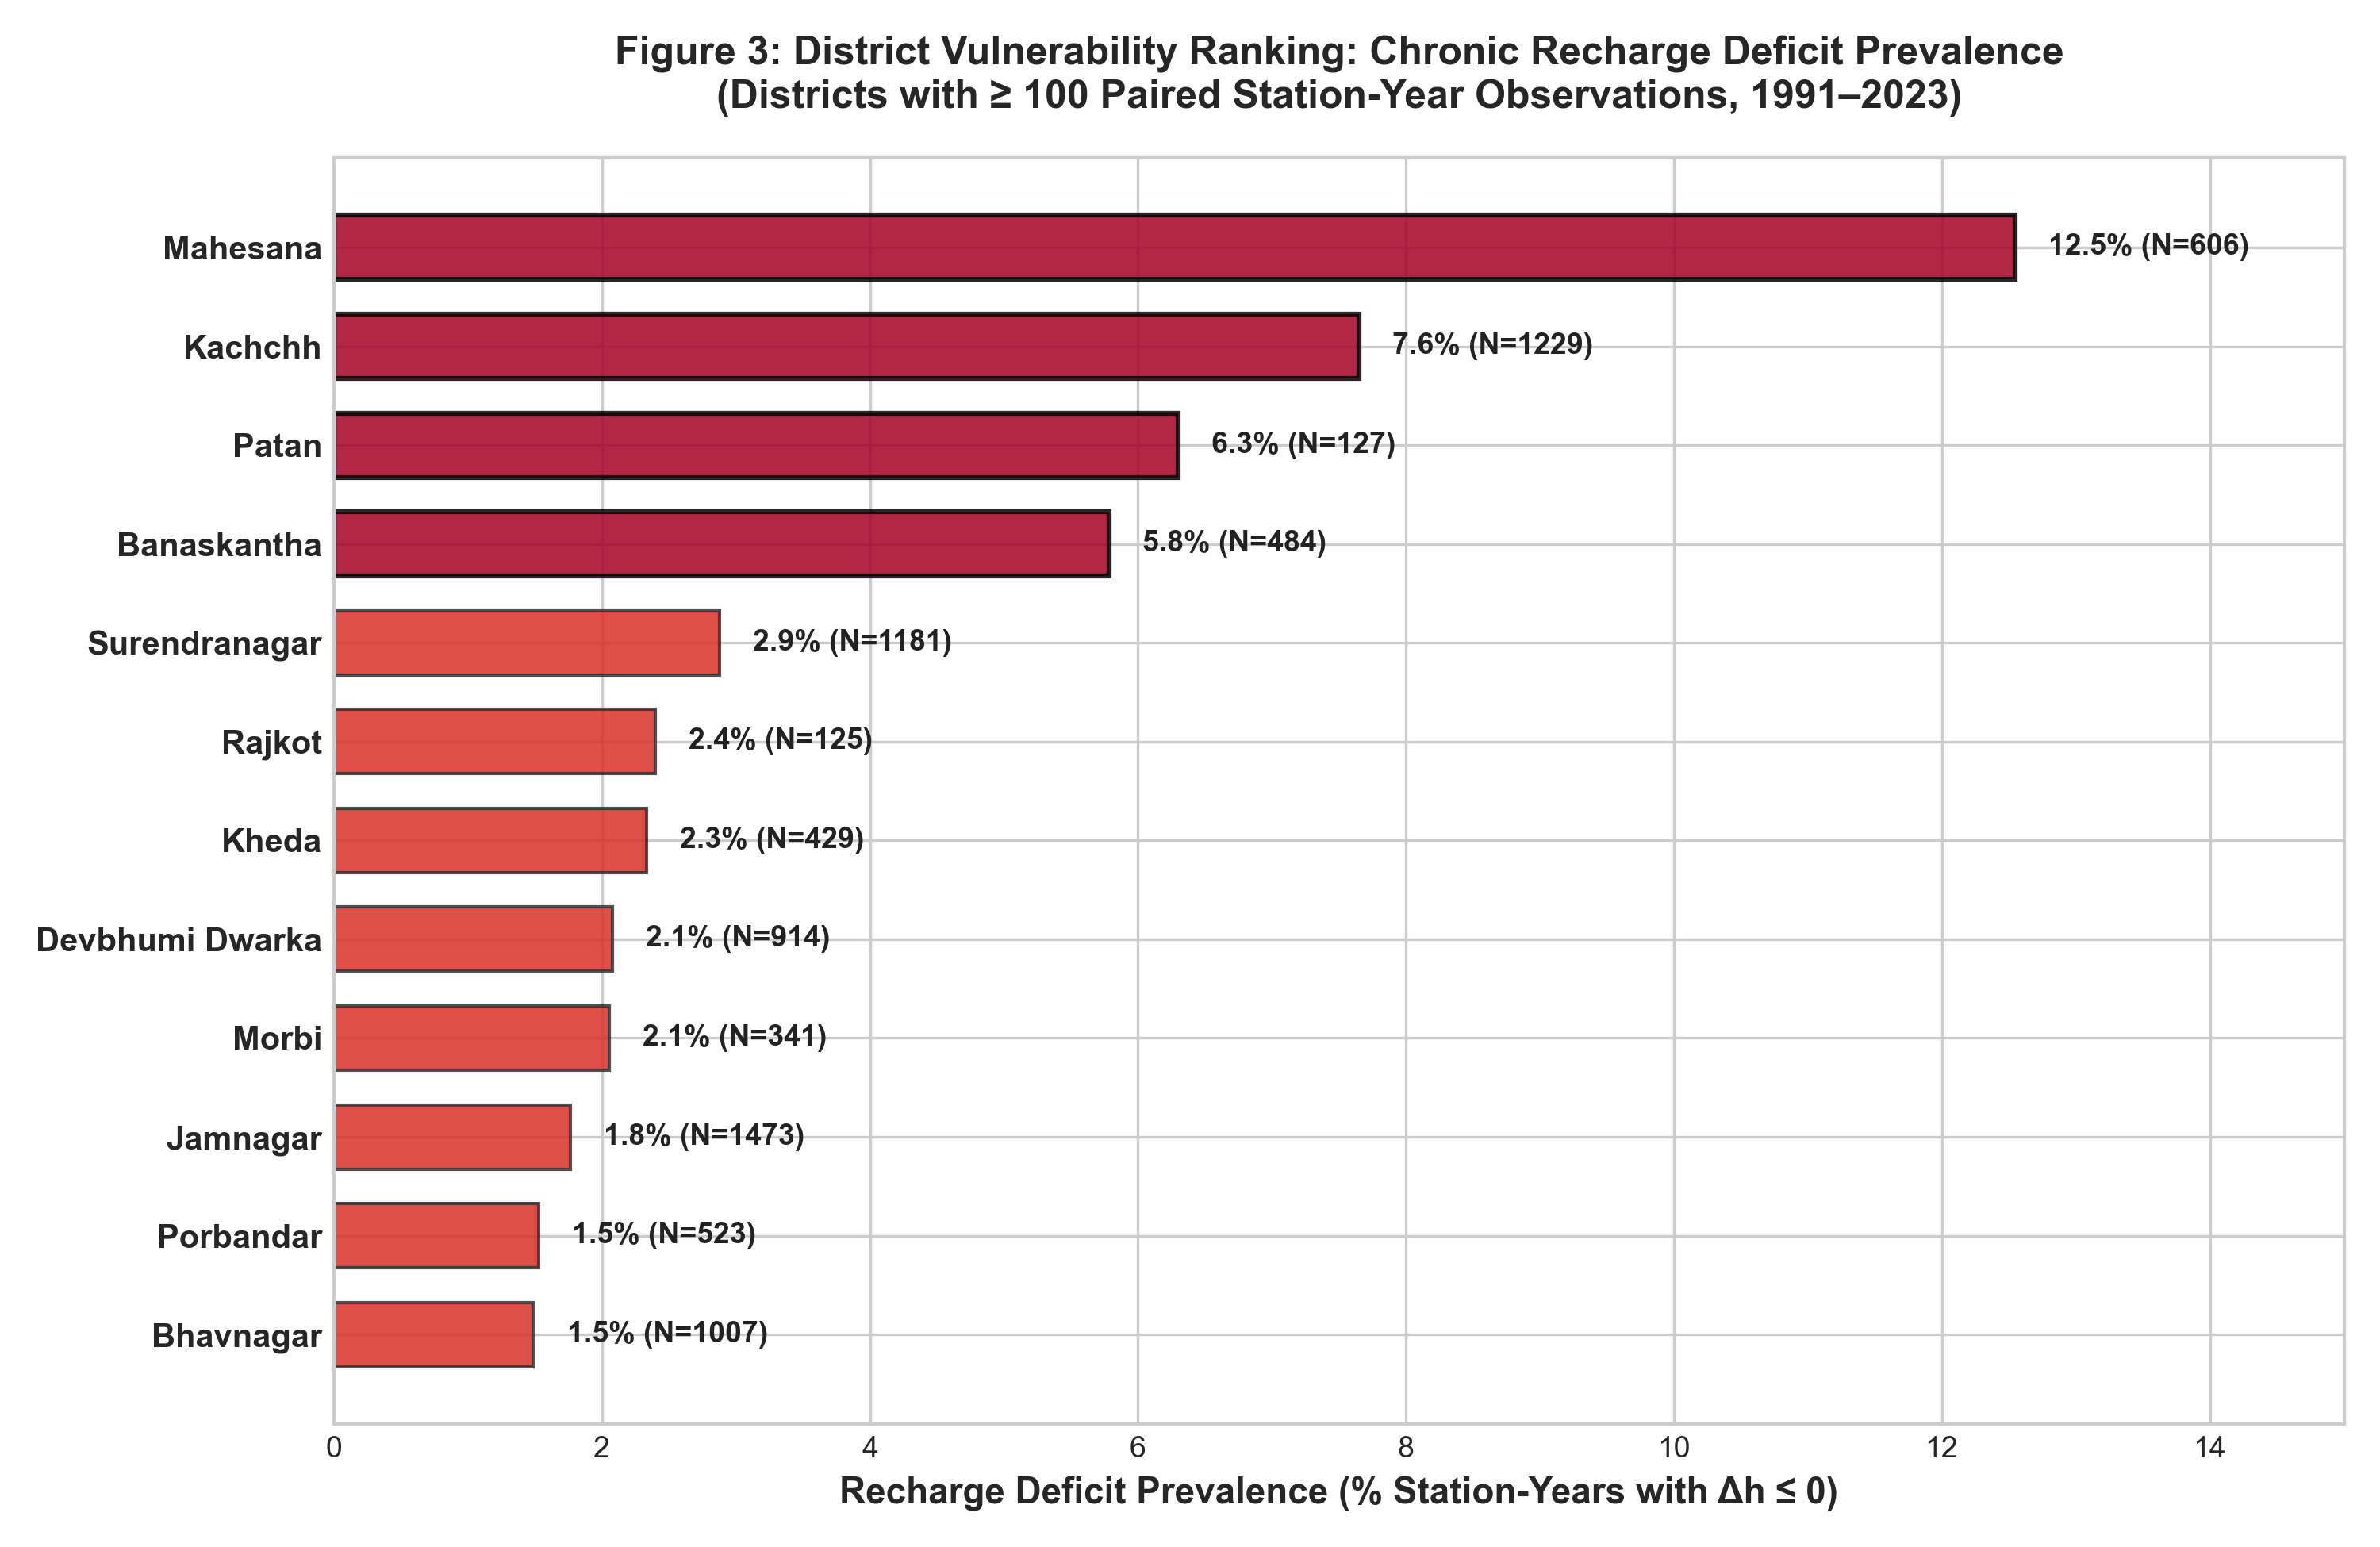 Figure 3: District Vulnerability Ranking: Chronic Recharge Deficit Prevalence
(Districts with ≥ 100 Paired Station-Year Observations, 1991–2023)
Mahesana 12.5% (N=606)
Kachchh 7.6% (N=1229)
Patan 6.3% (N=127)
Banaskantha 5.8% (N=484)
Surendranagar 2.9% (N=1181)
Rajkot 2.4% (N=125)
Kheda 2.3% (N=429)
Devbhumi Dwarka 2.1% (N=914)
Morbi 2.1% (N=341)
Jamnagar 1.8% (N=1473)
Porbandar 1.5% (N=523)
Bhavnagar 1.5% (N=1007)
0 2 4 6 8 10 12 14
Recharge Deficit Prevalence (% Station-Years with Δh ≤ 0)